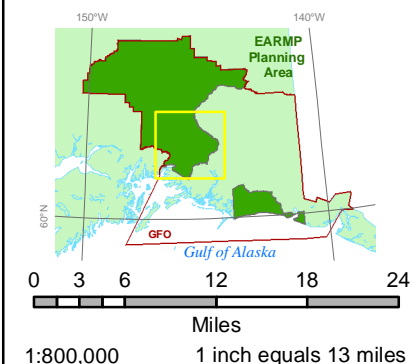 150°W 140°W
EARMP
Planning
Area
60°N
GFO
Gulf of Alaska
0 3 6 12 18 24
Miles
1:800,000 1 inch equals 13 miles